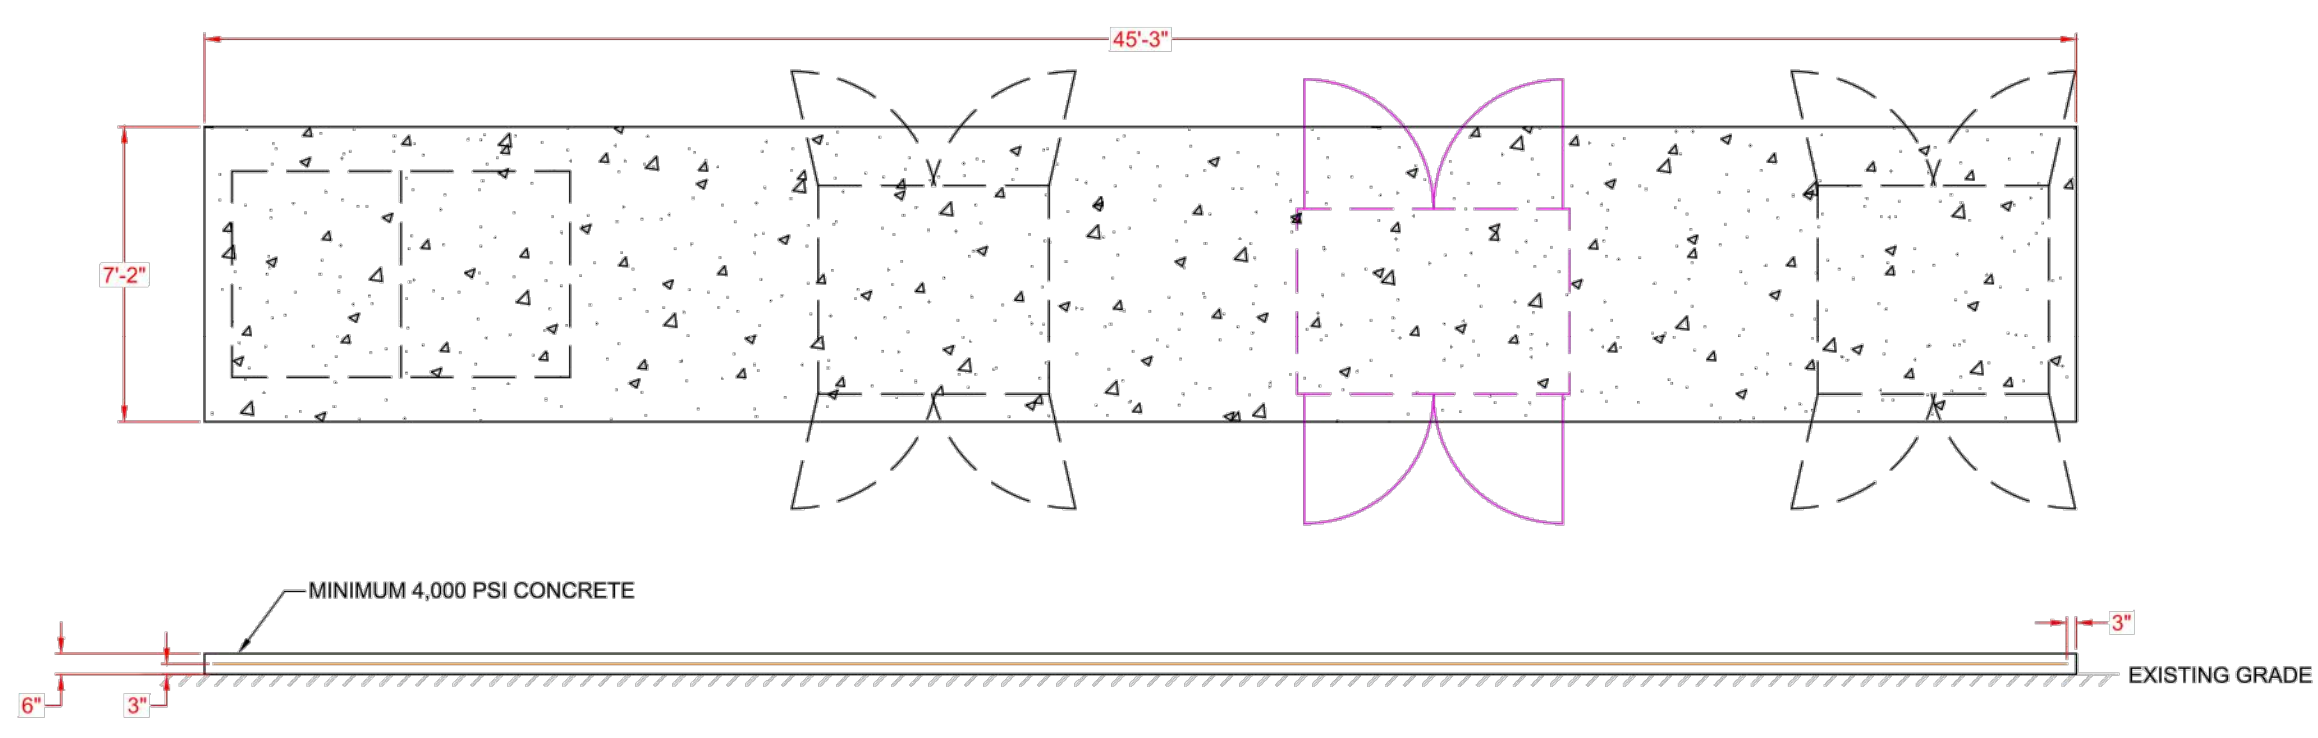 45'-3"
7'-2"
MINIMUM 4,000 PSI CONCRETE
3"
EXISTING GRADE
6"
3"